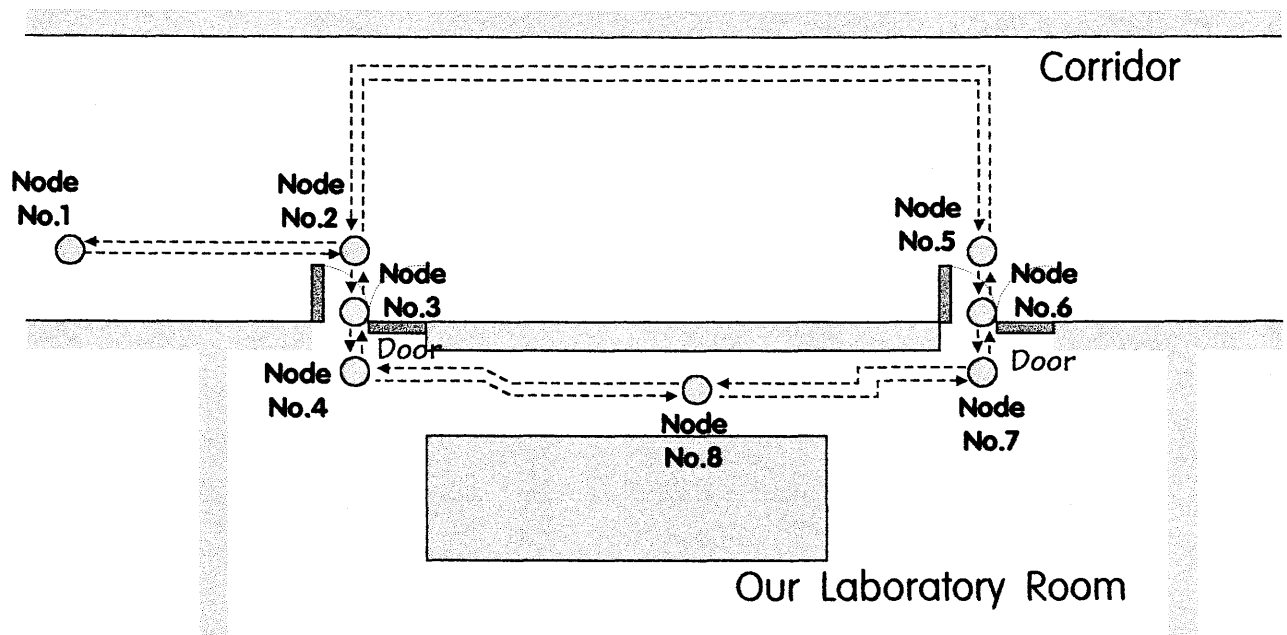 Corridor
Node
No.1
Node
No.2
Node
No.5
Node
No.3
Node
No.6
Door
Door
Node
No.4
Node
No.8
Node
No.7
Our Laboratory Room